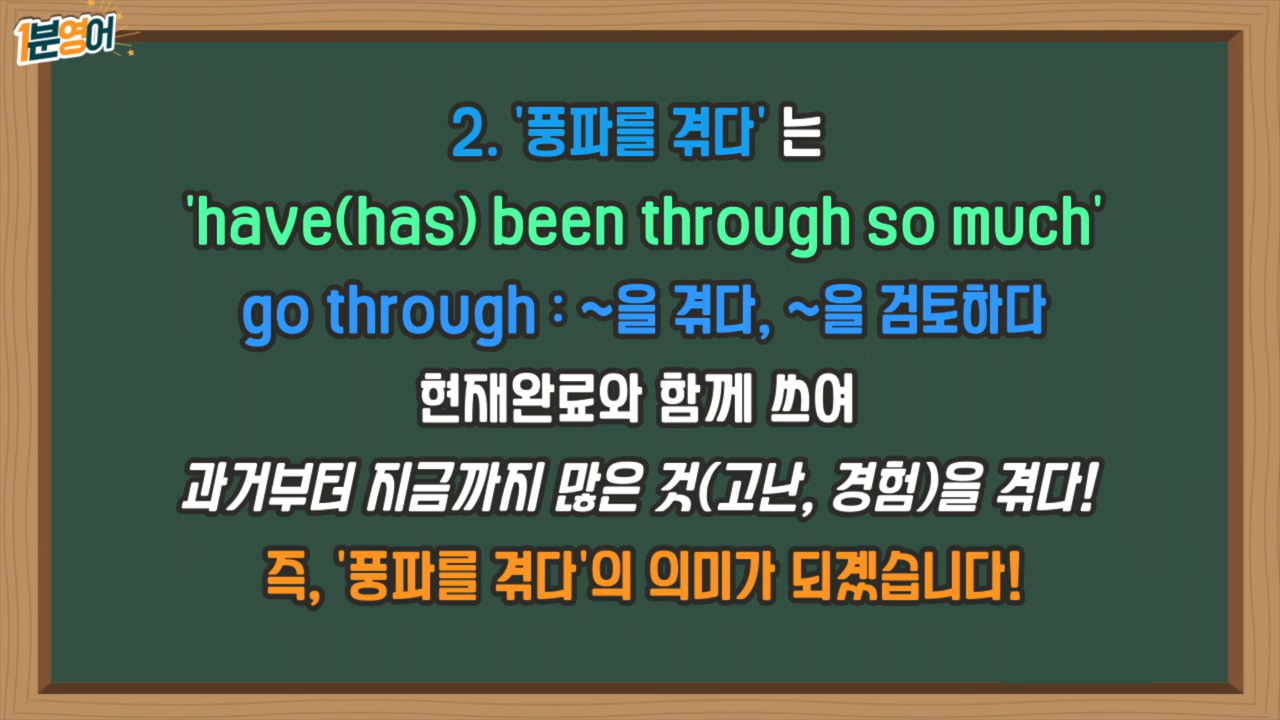 1분영어
2. '풍파를 겪다' 는
'have(has) been through so much'
go through : ~을 겪다, ~을 검토하다
현재완료와 함께 쓰여
과거부터 지금까지 많은 것(고난, 경험)을 겪다!
즉, '풍파를 겪다'의 의미가 되겠습니다!